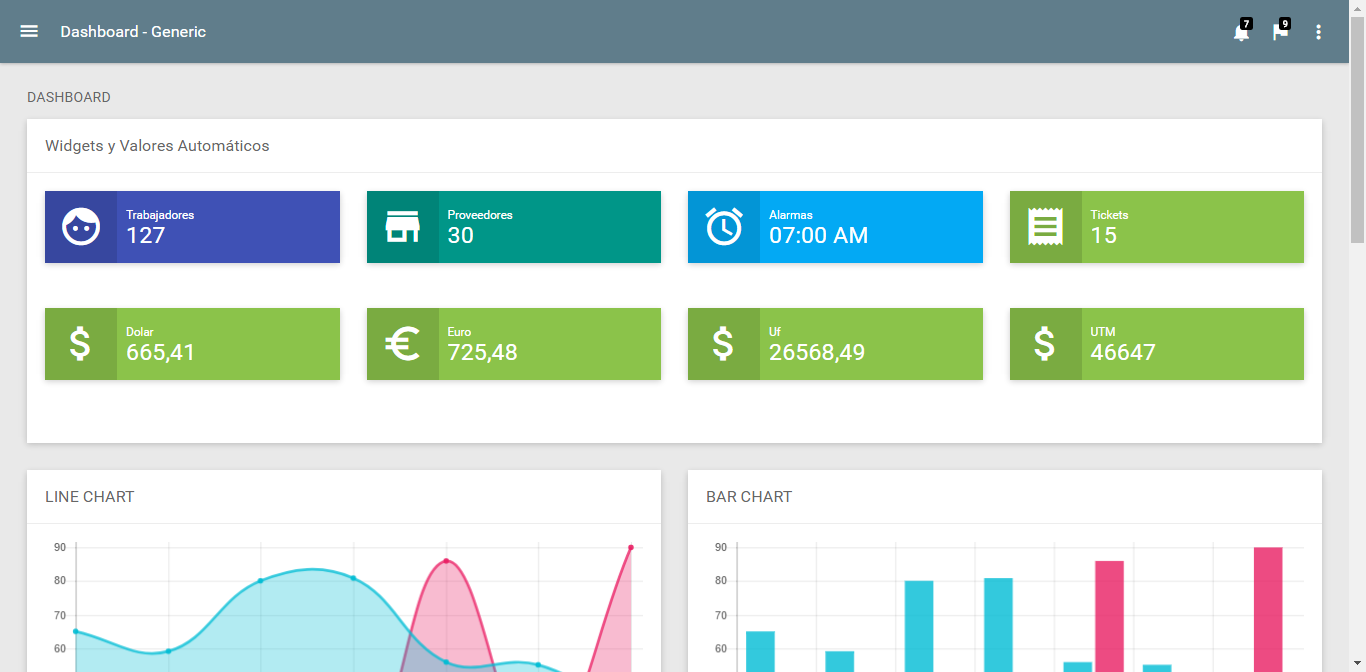 Dashboard - Generic
7
9
DASHBOARD
Widgets y Valores Automáticos
Trabajadores
127
Proveedores
30
Alarmas
07:00 AM
Tickets
15
Dolar
665,41
Euro
725,48
Uf
26568,49
UTM
46647
LINE CHART
90
80
70
60
BAR CHART
90
80
70
60